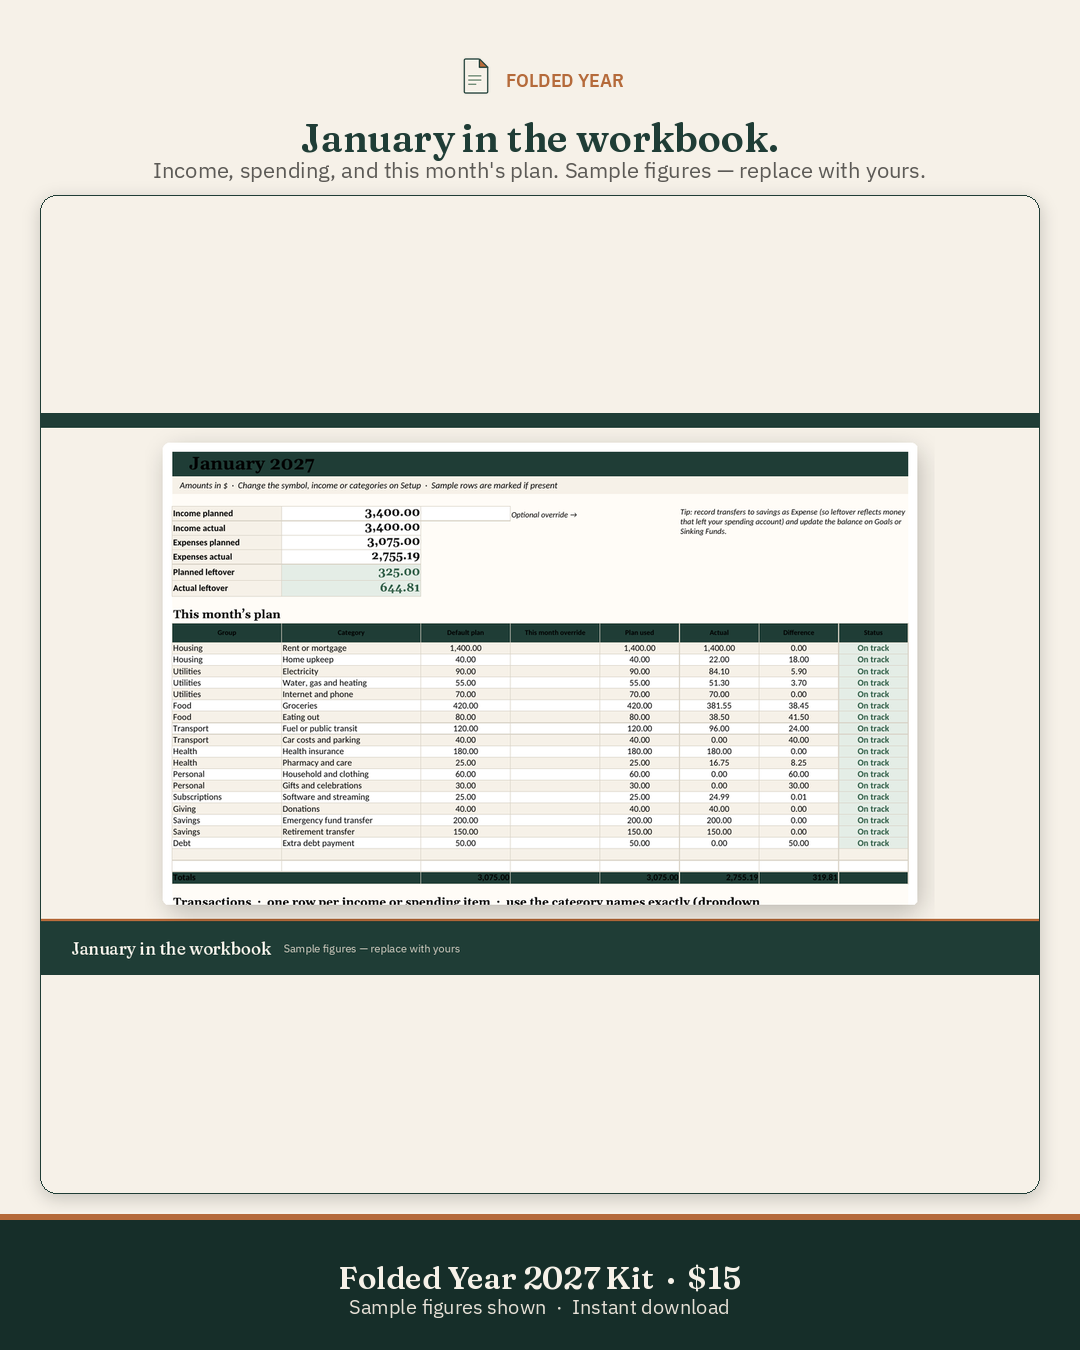 FOLDED YEAR
January in the workbook.
Income, spending, and this month's plan. Sample figures — replace with yours.
January 2027
Amounts in $ · Change the symbol, income or categories on Setup · Sample rows are marked if present
Income planned 3,400.00 Optional override →
Income actual 3,400.00
Expenses planned 3,075.00
Expenses actual 2,755.19
Planned leftover 325.00
Actual leftover 644.81
Tip: record transfers to savings as Expense (so leftover reflects money
that left your spending account) and update the balance on Goals or
Sinking Funds.
This month’s plan
Group Category Default plan This month override Plan used Actual Difference Status
Housing Rent or mortgage 1,400.00 1,400.00 1,400.00 0.00 On track
Housing Home upkeep 40.00 40.00 22.00 18.00 On track
Utilities Electricity 90.00 90.00 84.10 5.90 On track
Utilities Water, gas and heating 55.00 55.00 51.30 3.70 On track
Utilities Internet and phone 70.00 70.00 70.00 0.00 On track
Food Groceries 420.00 420.00 381.55 38.45 On track
Food Eating out 80.00 80.00 38.50 41.50 On track
Transport Fuel or public transit 120.00 120.00 96.00 24.00 On track
Transport Car costs and parking 40.00 40.00 0.00 40.00 On track
Health Health insurance 180.00 180.00 180.00 0.00 On track
Health Pharmacy and care 25.00 25.00 16.75 8.25 On track
Personal Household and clothing 60.00 60.00 0.00 60.00 On track
Personal Gifts and celebrations 30.00 30.00 0.00 30.00 On track
Subscriptions Software and streaming 25.00 25.00 24.99 0.01 On track
Giving Donations 40.00 40.00 40.00 0.00 On track
Savings Emergency fund transfer 200.00 200.00 200.00 0.00 On track
Savings Retirement transfer 150.00 150.00 150.00 0.00 On track
Debt Extra debt payment 50.00 50.00 0.00 50.00 On track
Totals 3,075.00 3,075.00 2,755.19 319.81
Transactions · one row per income or spending item · use the category names exactly (dropdown
January in the workbook Sample figures — replace with yours
Folded Year 2027 Kit · $15
Sample figures shown · Instant download